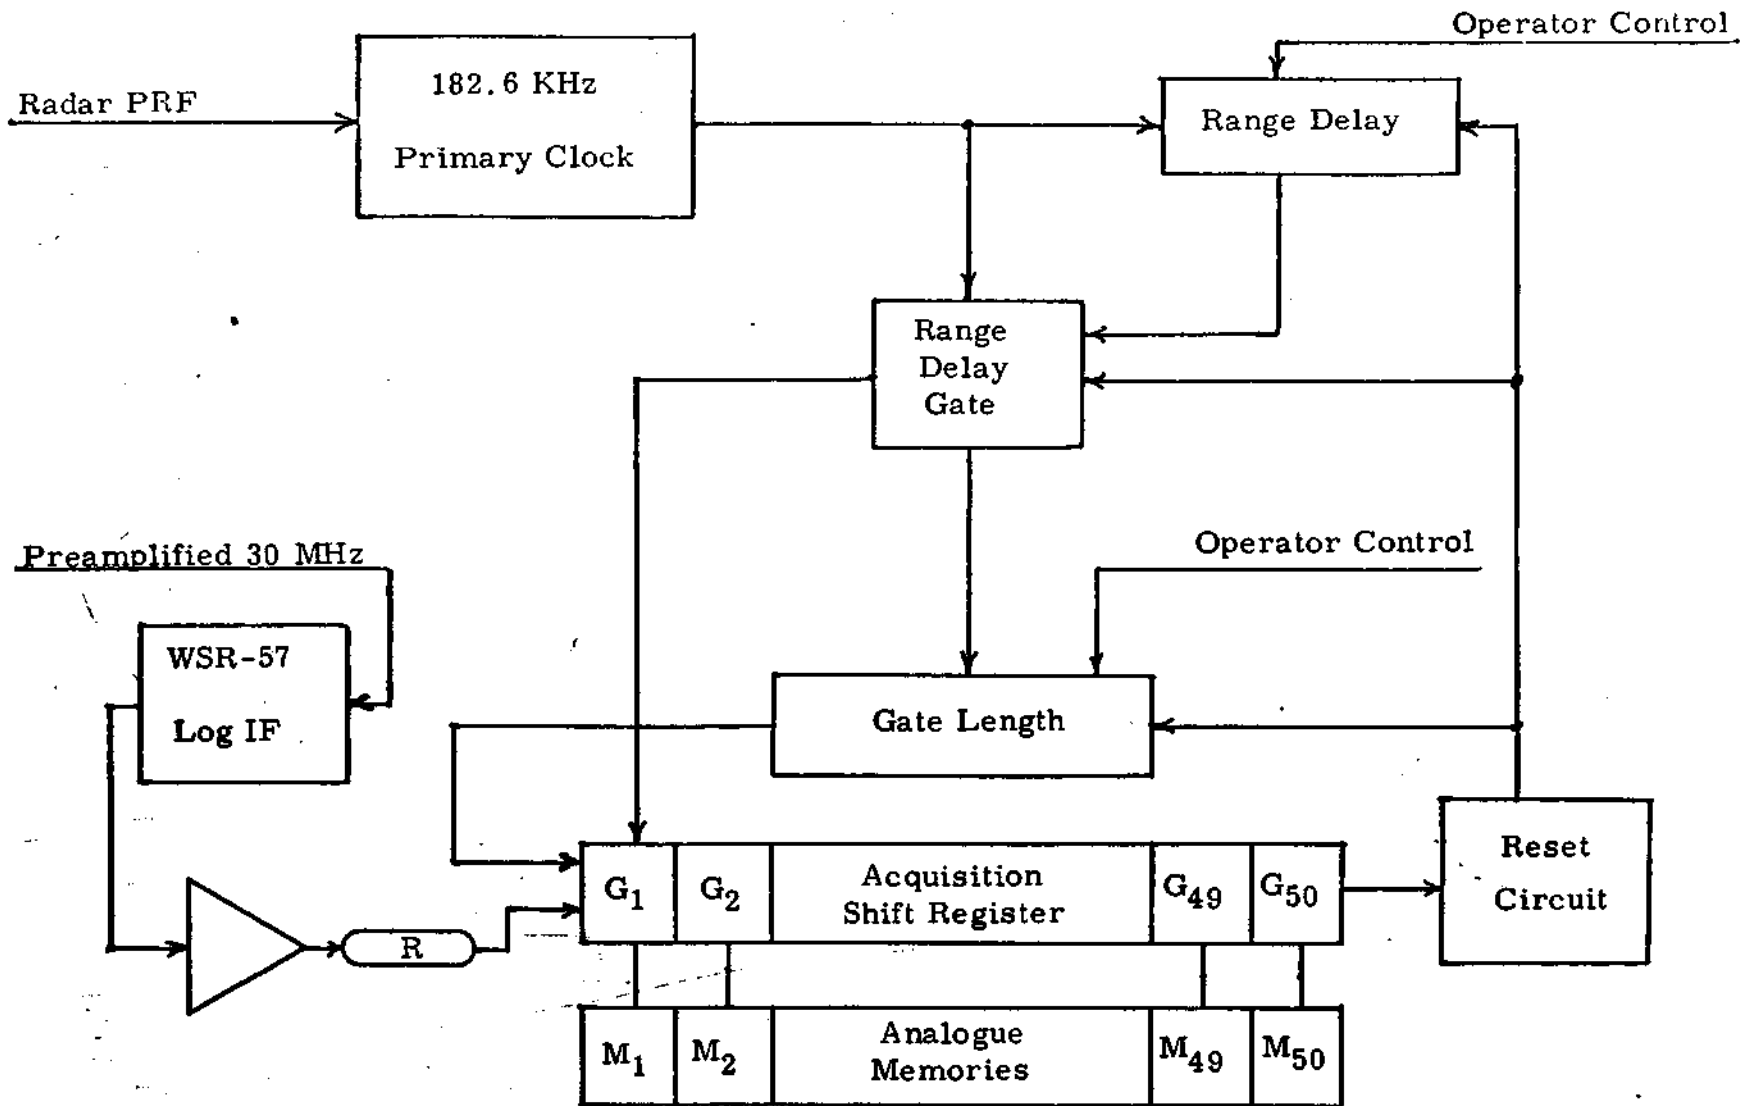 Operator Control
Radar PRF
182.6 KHz
Primary Clock
Range Delay
Range
Delay
Gate
Preamplified 30 MHz
Operator Control
WSR-57
Log IF
Gate Length
G1
G2
Acquisition
Shift Register
G49
G50
Reset
Circuit
R
M1
M2
Analogue
Memories
M49
M50